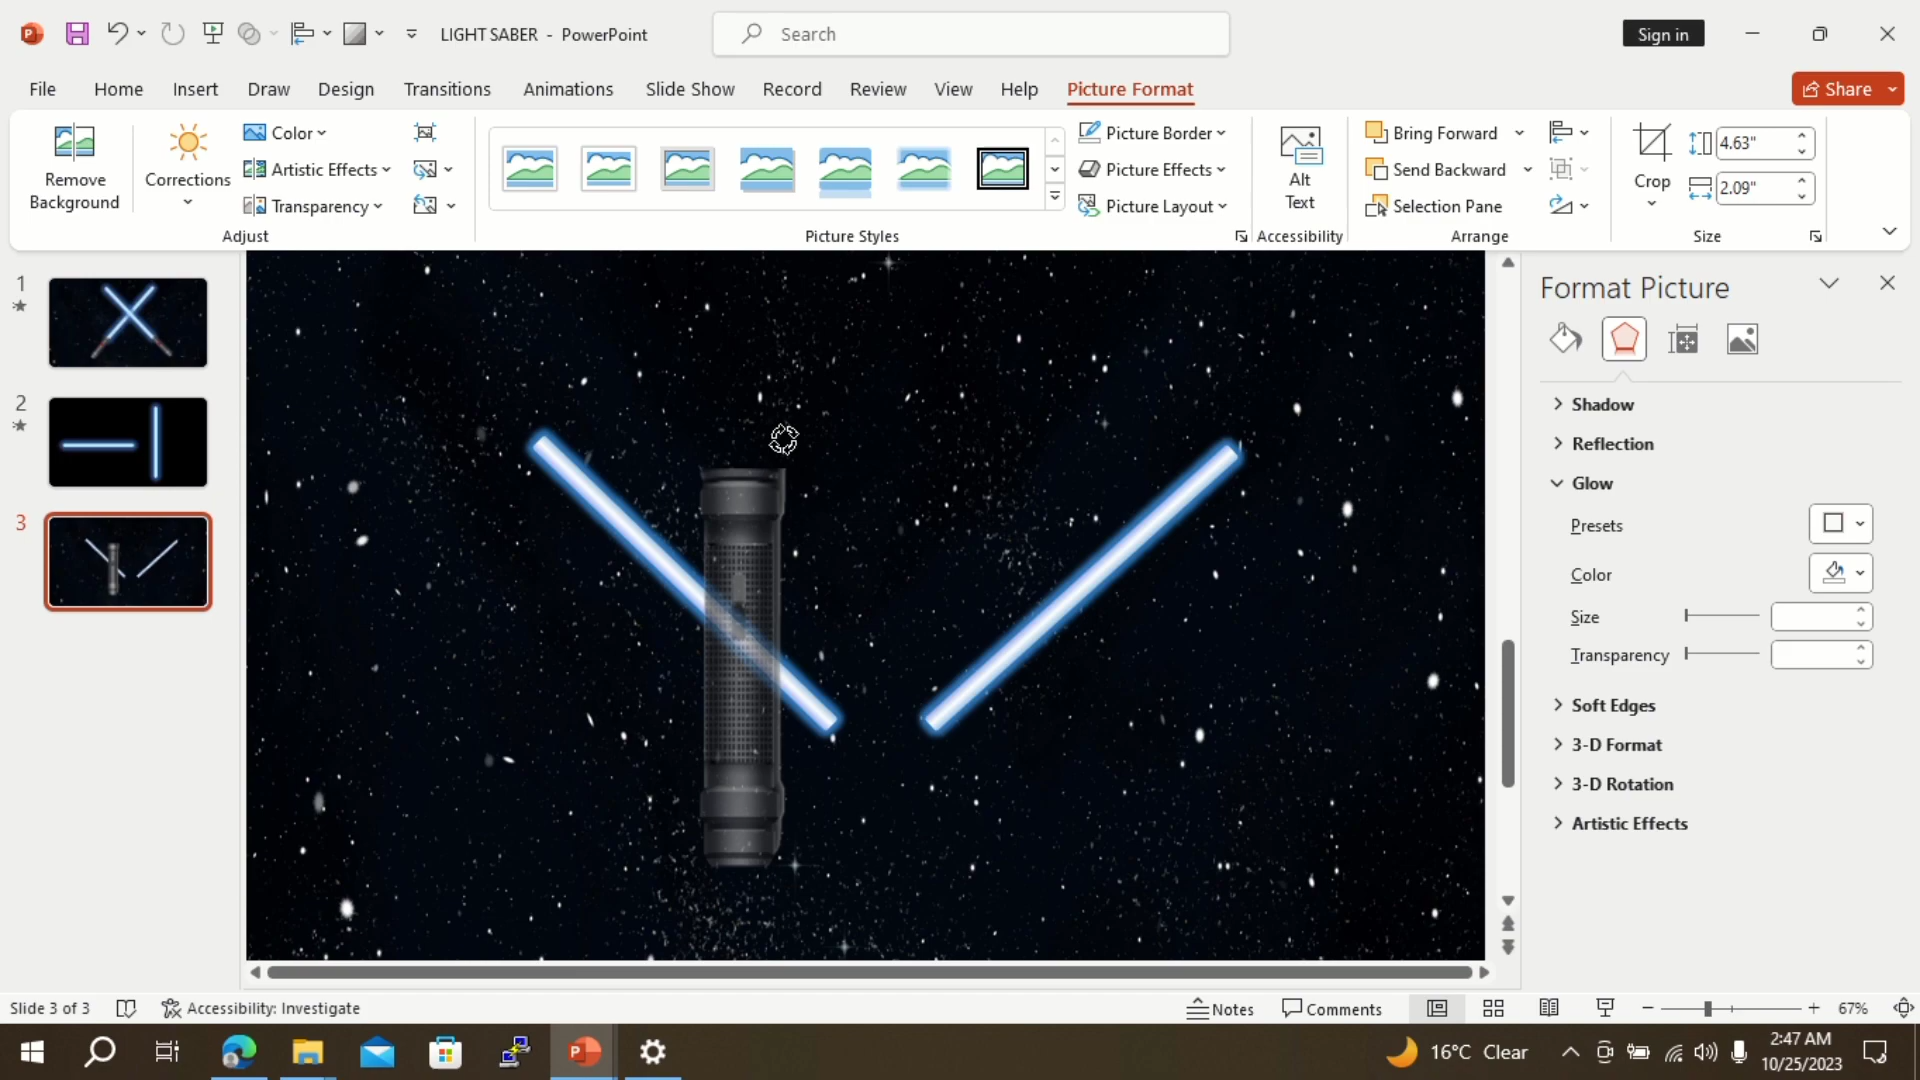 LIGHT SABER - PowerPoint
Search
Sign in
File Home Insert Draw Design Transitions Animations Slide Show Record Review View Help Picture Format
Share
Remove Background
Corrections
Color
Artistic Effects
Transparency
Adjust
Picture Styles
Picture Border
Picture Effects
Picture Layout
Alt Text
Accessibility
Bring Forward
Send Backward
Selection Pane
Arrange
Crop
4.63"
2.09"
Size
1
2
3
Format Picture
Shadow
Reflection
Glow
Presets
Color
Size
Transparency
Soft Edges
3-D Format
3-D Rotation
Artistic Effects
Slide 3 of 3
Accessibility: Investigate
Notes
Comments
67%
16°C Clear
2:47 AM
10/25/2023